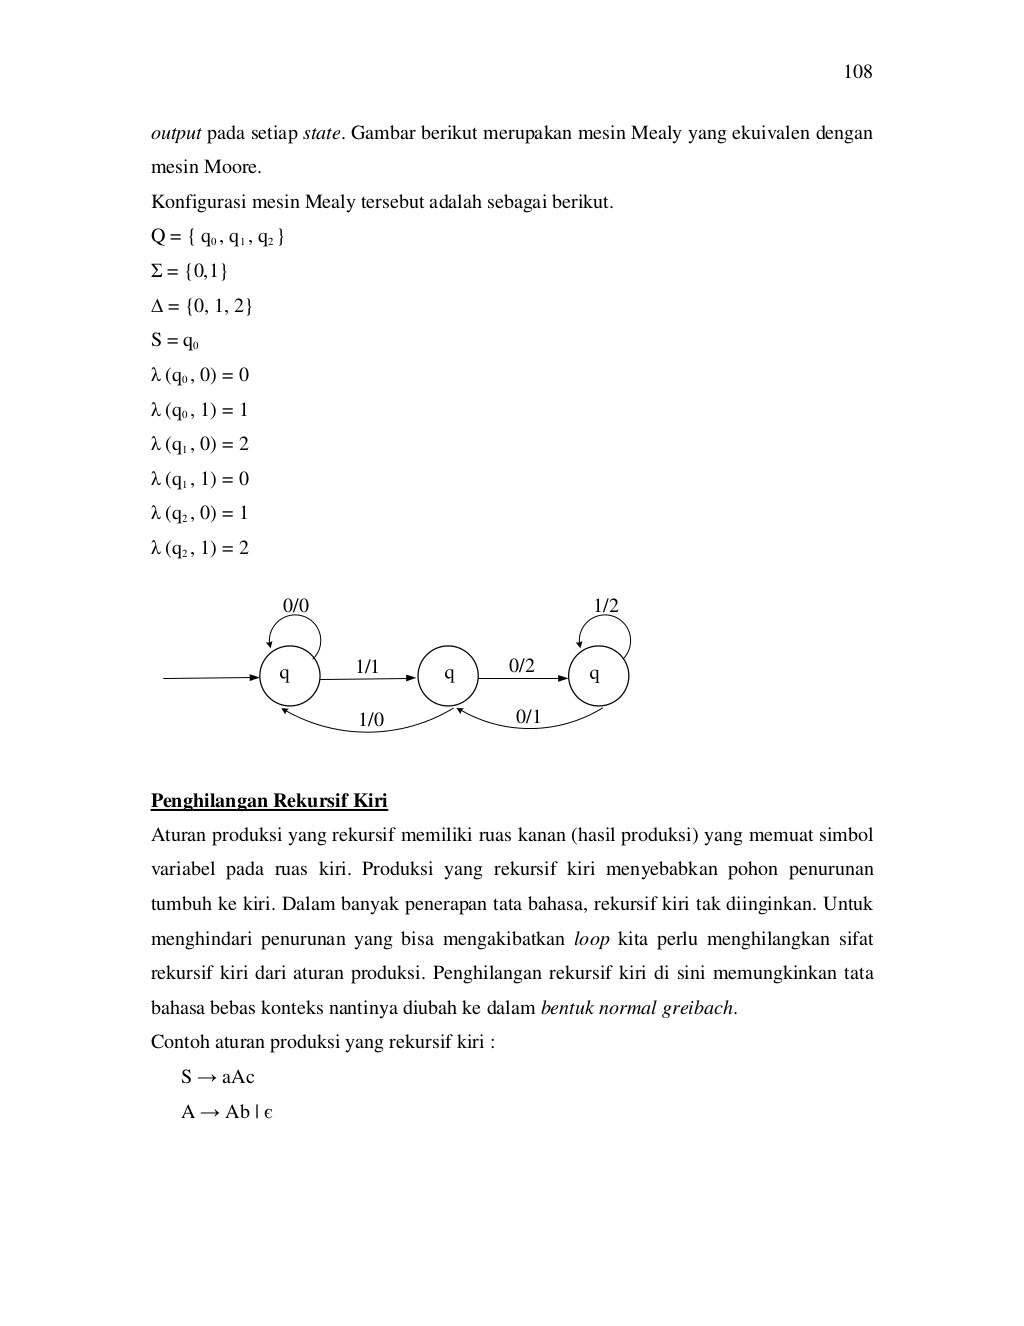 108
output pada setiap state. Gambar berikut merupakan mesin Mealy yang ekuivalen dengan
mesin Moore.
Konfigurasi mesin Mealy tersebut adalah sebagai berikut.
Q = { q₀ , q₁ , q₂ }
Σ = {0,1}
Δ = {0, 1, 2}
S = q₀
λ (q₀ , 0) = 0
λ (q₀ , 1) = 1
λ (q₁ , 0) = 2
λ (q₁ , 1) = 0
λ (q₂ , 0) = 1
λ (q₂ , 1) = 2
0/0 1/2
q 1/1 q 0/2 q
1/0 0/1
Penghilangan Rekursif Kiri
Aturan produksi yang rekursif memiliki ruas kanan (hasil produksi) yang memuat simbol
variabel pada ruas kiri. Produksi yang rekursif kiri menyebabkan pohon penurunan
tumbuh ke kiri. Dalam banyak penerapan tata bahasa, rekursif kiri tak diinginkan. Untuk
menghindari penurunan yang bisa mengakibatkan loop kita perlu menghilangkan sifat
rekursif kiri dari aturan produksi. Penghilangan rekursif kiri di sini memungkinkan tata
bahasa bebas konteks nantinya diubah ke dalam bentuk normal greibach.
Contoh aturan produksi yang rekursif kiri :
S → aAc
A → Ab | є